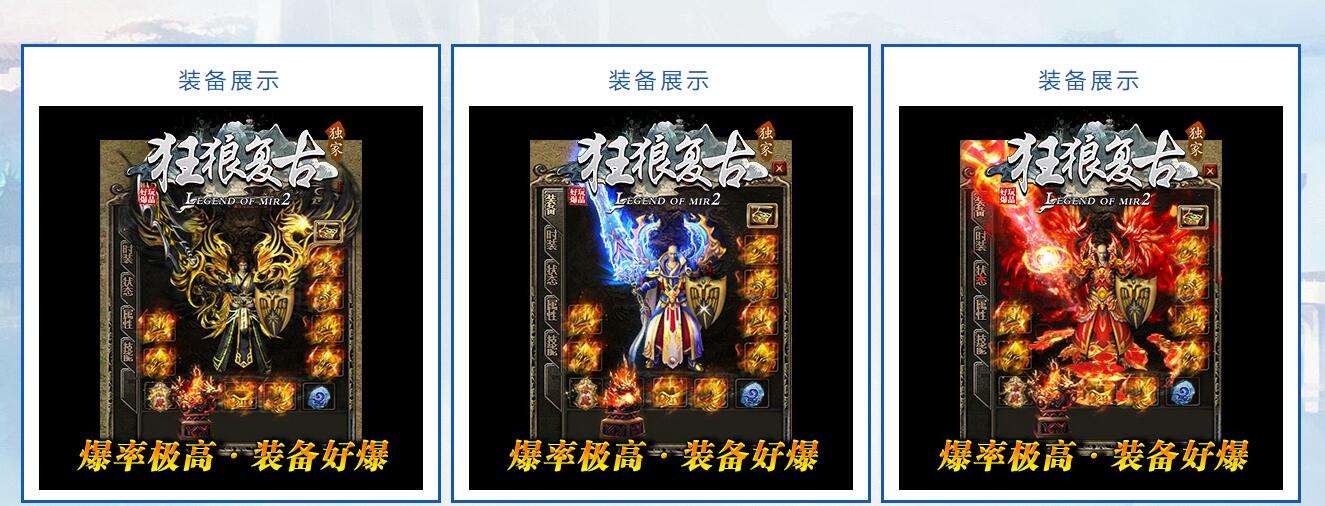 装备展示
独家
狂狼复古
好玩
爆品
LEGEND OF MIR2
时装
状态
属性
技能
爆率极高·装备好爆
装备展示
独家
狂狼复古
好玩
爆品
LEGEND OF MIR2
装备
时装
状态
属性
技能
爆率极高·装备好爆
装备展示
独家
狂狼复古
好玩
爆品
LEGEND OF MIR2
装备
时装
状态
属性
技能
爆率极高·装备好爆